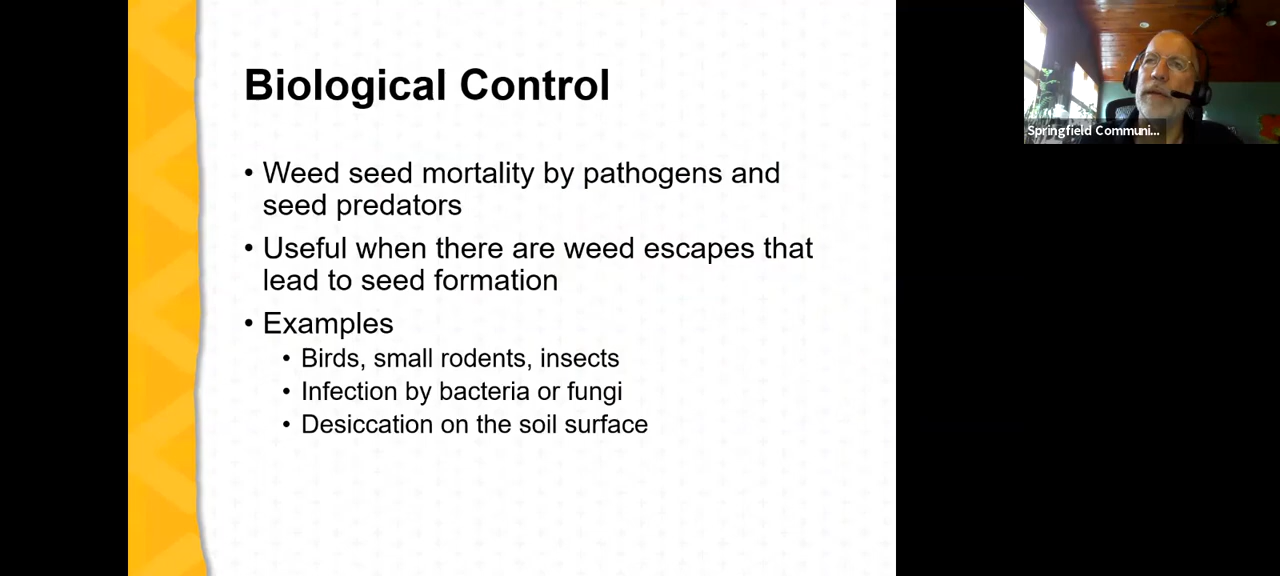 Biological Control
• Weed seed mortality by pathogens and
seed predators
• Useful when there are weed escapes that
lead to seed formation
• Examples
• Birds, small rodents, insects
• Infection by bacteria or fungi
• Desiccation on the soil surface
Springfield Communi...